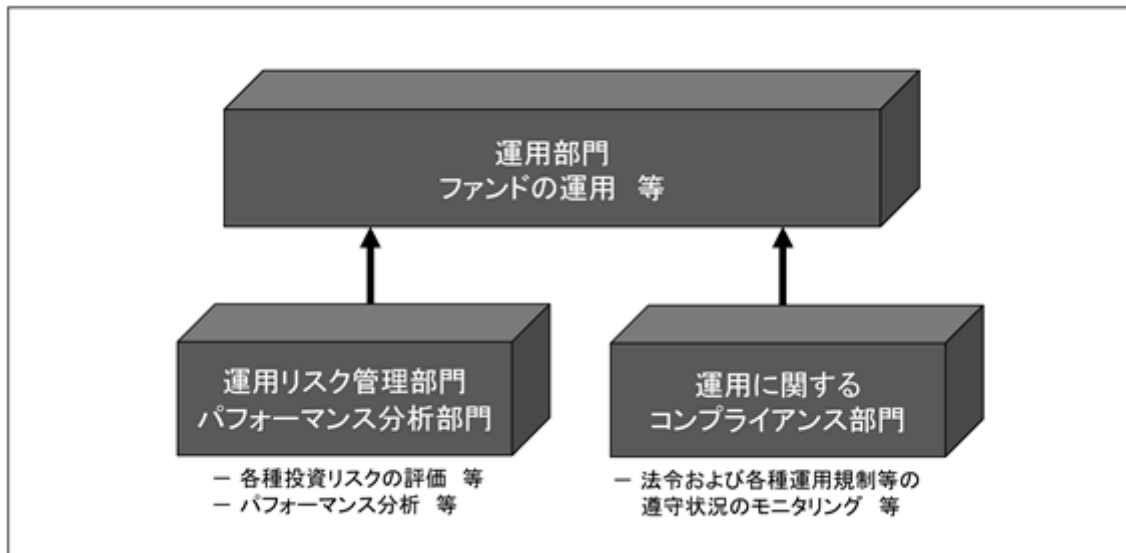 運用部門
ファンドの運用 等
運用リスク管理部門
パフォーマンス分析部門
－ 各種投資リスクの評価 等
－ パフォーマンス分析 等
運用に関する
コンプライアンス部門
－ 法令および各種運用規制等の
遵守状況のモニタリング 等